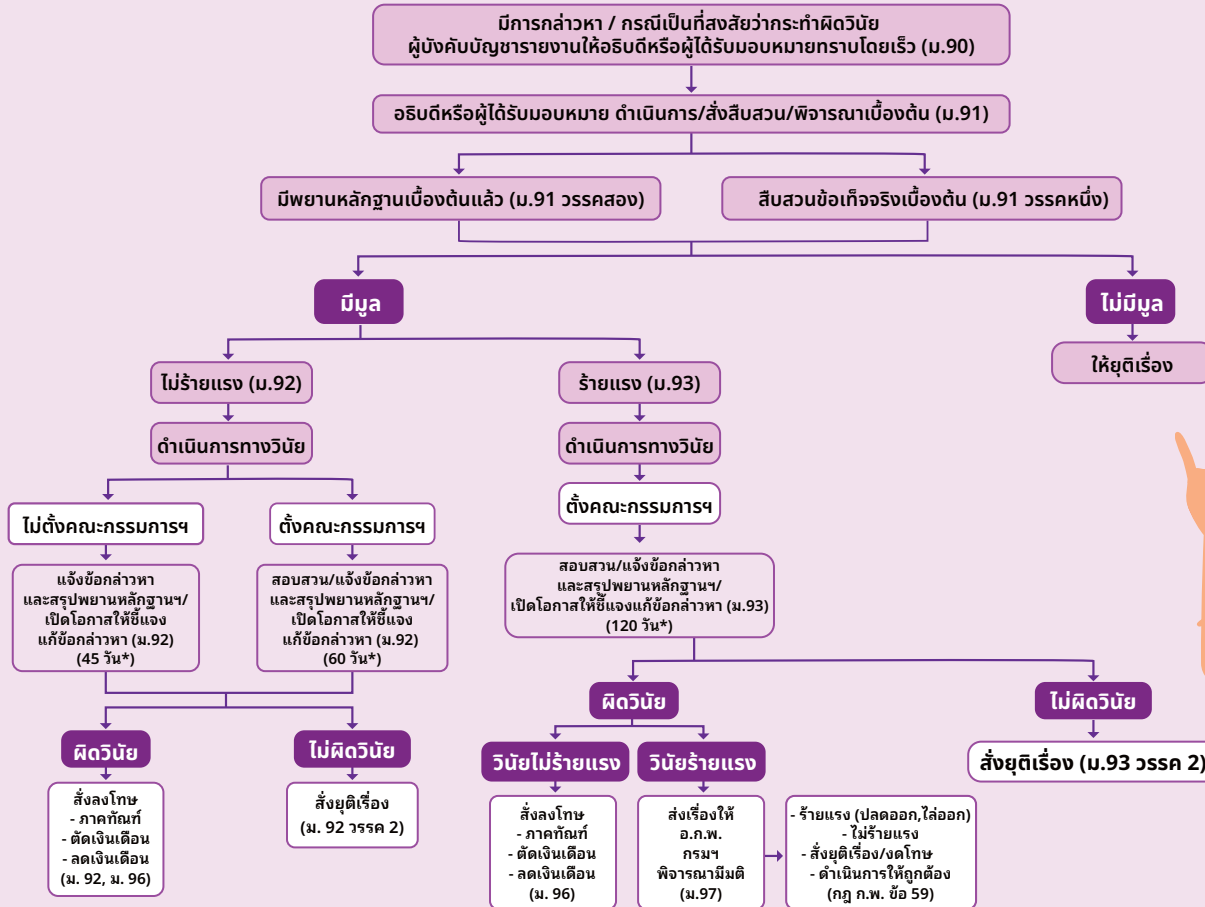 มีการกล่าวหา / กรณีเป็นที่สงสัยว่ากระทำผิดวินัย
ผู้บังคับบัญชารายงานให้อธิบดีหรือผู้ได้รับมอบหมายทราบโดยเร็ว (ม.90)
อธิบดีหรือผู้ได้รับมอบหมาย ดำเนินการ/สั่งสืบสวน/พิจารณาเบื้องต้น (ม.91)
มีพยานหลักฐานเบื้องต้นแล้ว (ม.91 วรรคสอง)
สืบสวนข้อเท็จจริงเบื้องต้น (ม.91 วรรคหนึ่ง)
มีมูล
ไม่มีมูล
ให้ยุติเรื่อง
ไม่ร้ายแรง (ม.92)
ร้ายแรง (ม.93)
ดำเนินการทางวินัย
ดำเนินการทางวินัย
ไม่ตั้งคณะกรรมการฯ
ตั้งคณะกรรมการฯ
ตั้งคณะกรรมการฯ
แจ้งข้อกล่าวหา
และสรุปพยานหลักฐานฯ/
เปิดโอกาสให้ชี้แจง
แก้ข้อกล่าวหา (ม.92)
(45 วัน*)
สอบสวน/แจ้งข้อกล่าวหา
และสรุปพยานหลักฐานฯ/
เปิดโอกาสให้ชี้แจง
แก้ข้อกล่าวหา (ม.92)
(60 วัน*)
สอบสวน/แจ้งข้อกล่าวหา
และสรุปพยานหลักฐานฯ/
เปิดโอกาสให้ชี้แจงแก้ข้อกล่าวหา (ม.93)
(120 วัน*)
ผิดวินัย
ไม่ผิดวินัย
ผิดวินัย
ไม่ผิดวินัย
วินัยไม่ร้ายแรง
วินัยร้ายแรง
สั่งยุติเรื่อง (ม.93 วรรค 2)
สั่งลงโทษ
- ภาคทัณฑ์
- ตัดเงินเดือน
- ลดเงินเดือน
(ม. 92, ม. 96)
สั่งยุติเรื่อง
(ม. 92 วรรค 2)
สั่งลงโทษ
- ภาคทัณฑ์
- ตัดเงินเดือน
- ลดเงินเดือน
(ม. 96)
ส่งเรื่องให้
อ.ก.พ.
กรมฯ
พิจารณามีมติ
(ม.97)
- ร้ายแรง (ปลดออก,ไล่ออก)
- ไม่ร้ายแรง
- สั่งยุติเรื่อง/งดโทษ
- ดำเนินการให้ถูกต้อง
(กฎ ก.พ. ข้อ 59)